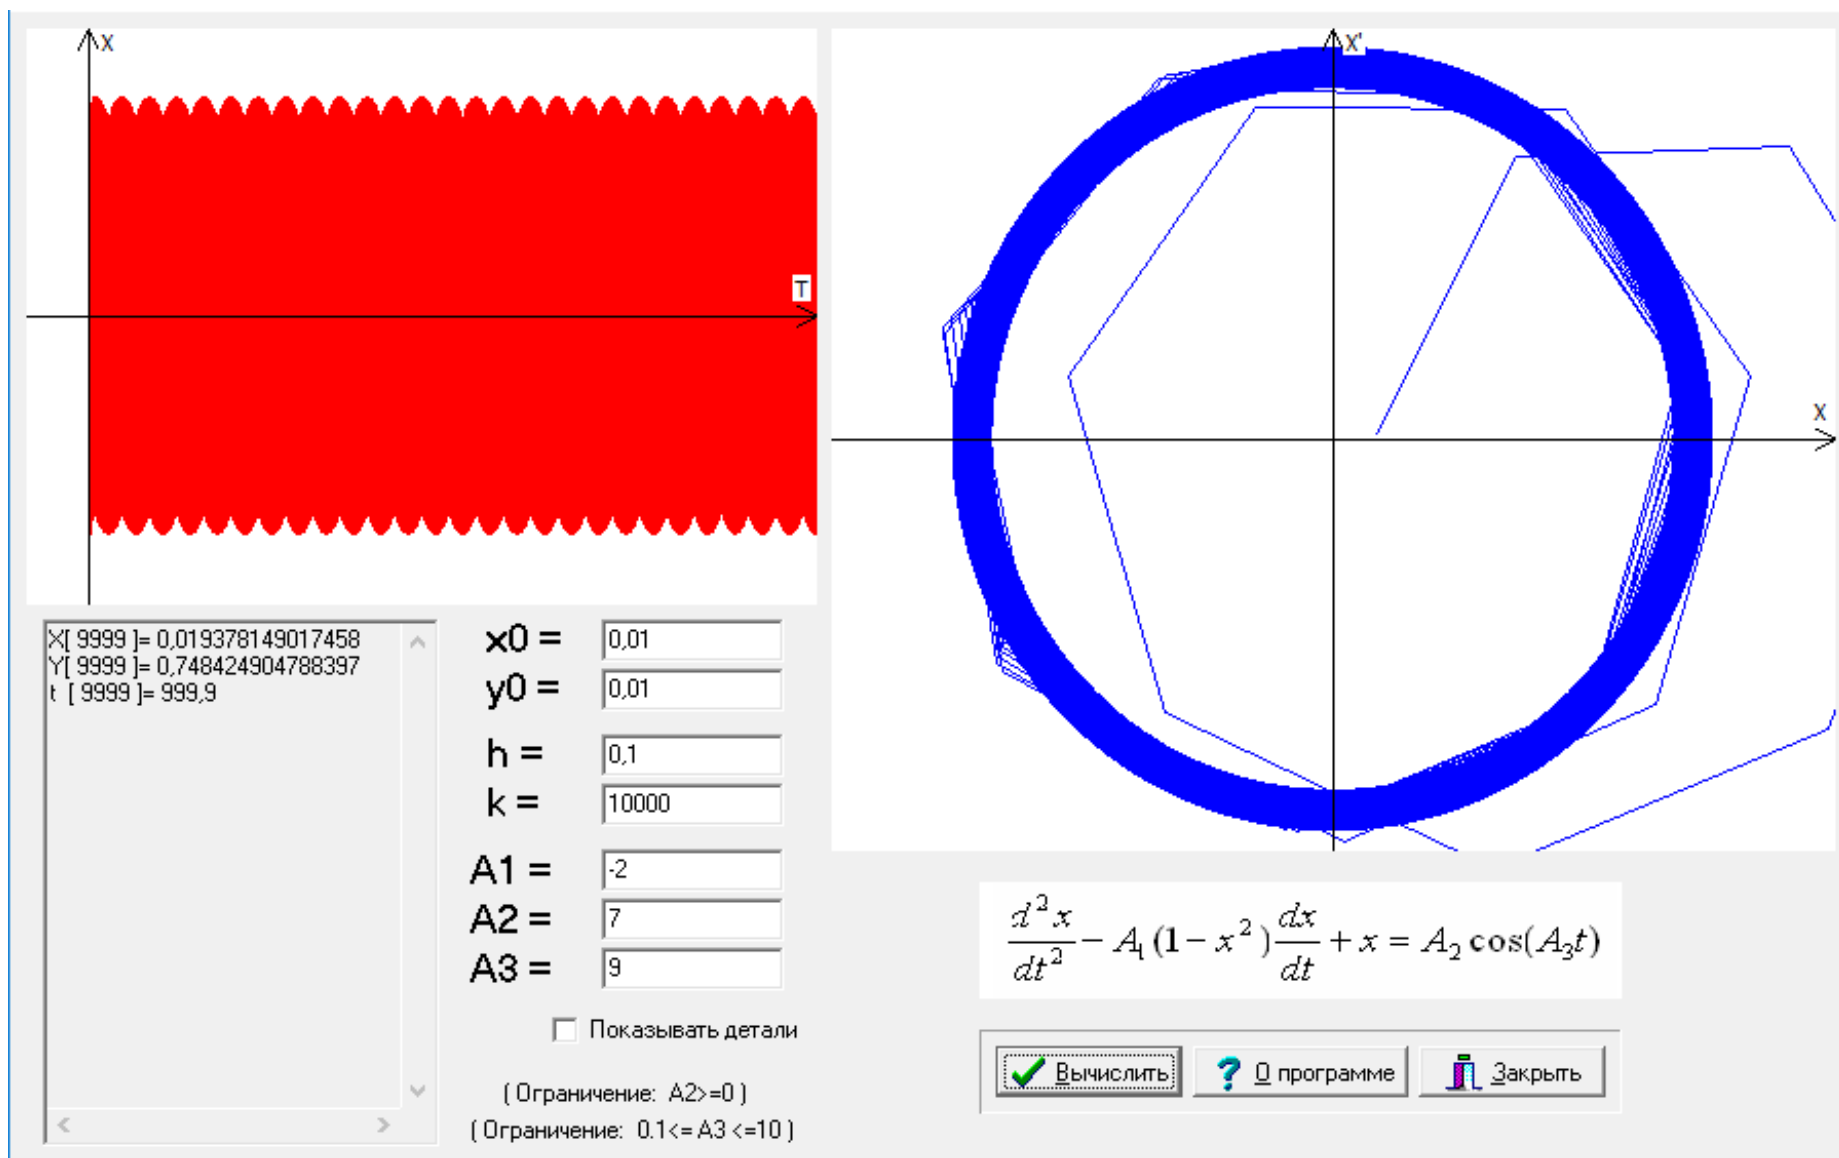 X
T
X'
X
X[ 9999 ]= 0,019378149017458
Y[ 9999 ]= 0,748424904788397
t [ 9999 ]= 999,9
x0 = 0,01
y0 = 0,01
h = 0,1
k = 10000
A1 = -2
A2 = 7
A3 = 9
Показывать детали
( Ограничение: A2>=0 )
( Ограничение: 0.1<= A3 <=10 )
d²x/dt² - A₁(1 - x²)dx/dt + x = A₂ cos(A₃t)
Вычислить
? О программе
Закрыть